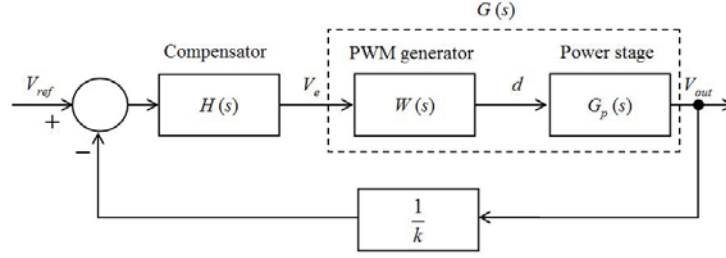 G(s)
Compensator PWM generator Power stage
V_ref + H(s) V_e W(s) d G_p(s) V_out
−
1/k